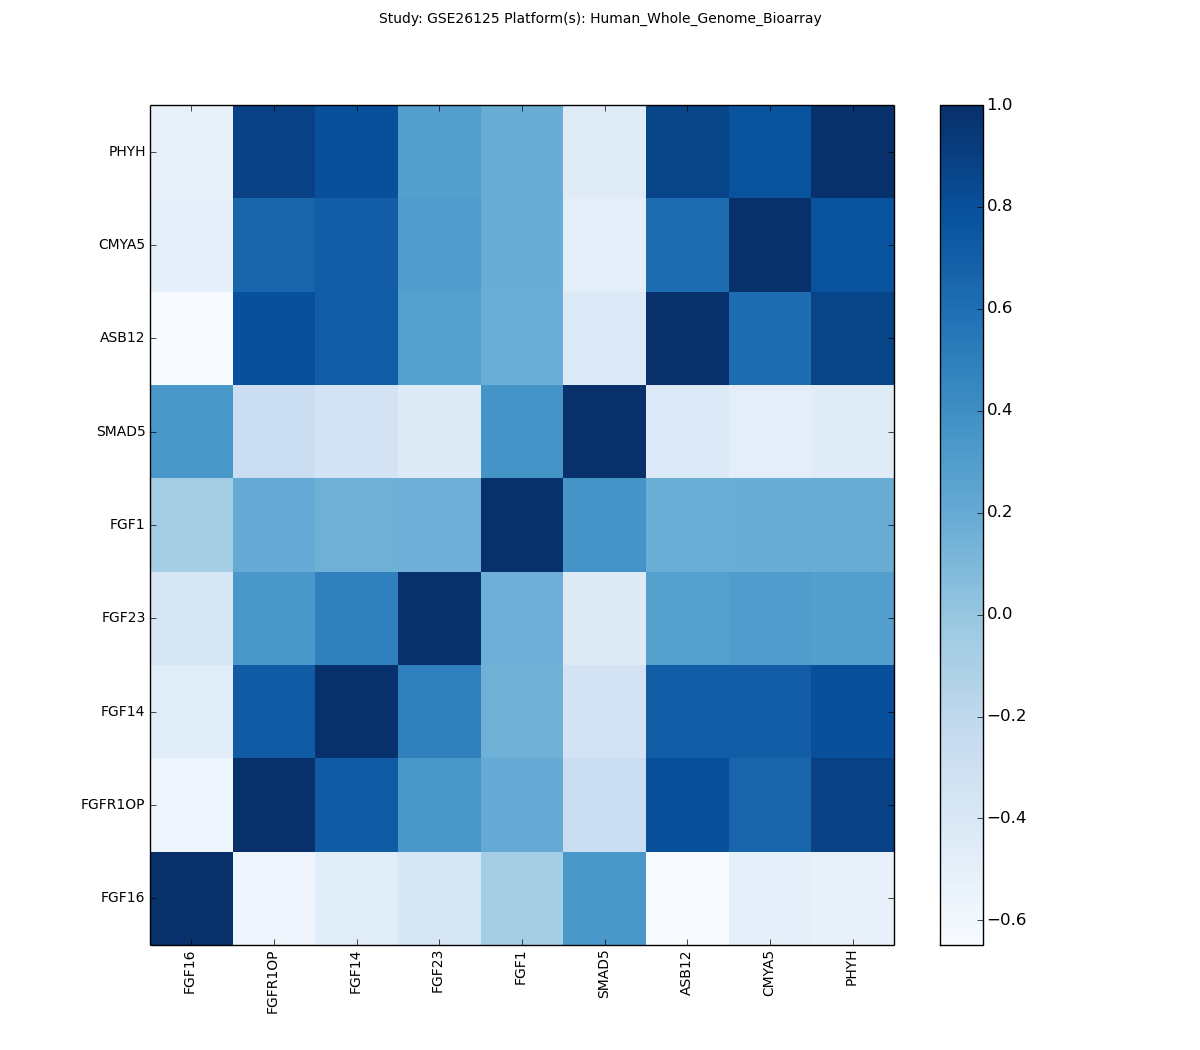 Study: GSE26125 Platform(s): Human_Whole_Genome_Bioarray
PHYH
CMYA5
ASB12
SMAD5
FGF1
FGF23
FGF14
FGFR1OP
FGF16
FGF16
FGFR1OP
FGF14
FGF23
FGF1
SMAD5
ASB12
CMYA5
PHYH
1.0
0.8
0.6
0.4
0.2
0.0
−0.2
−0.4
−0.6